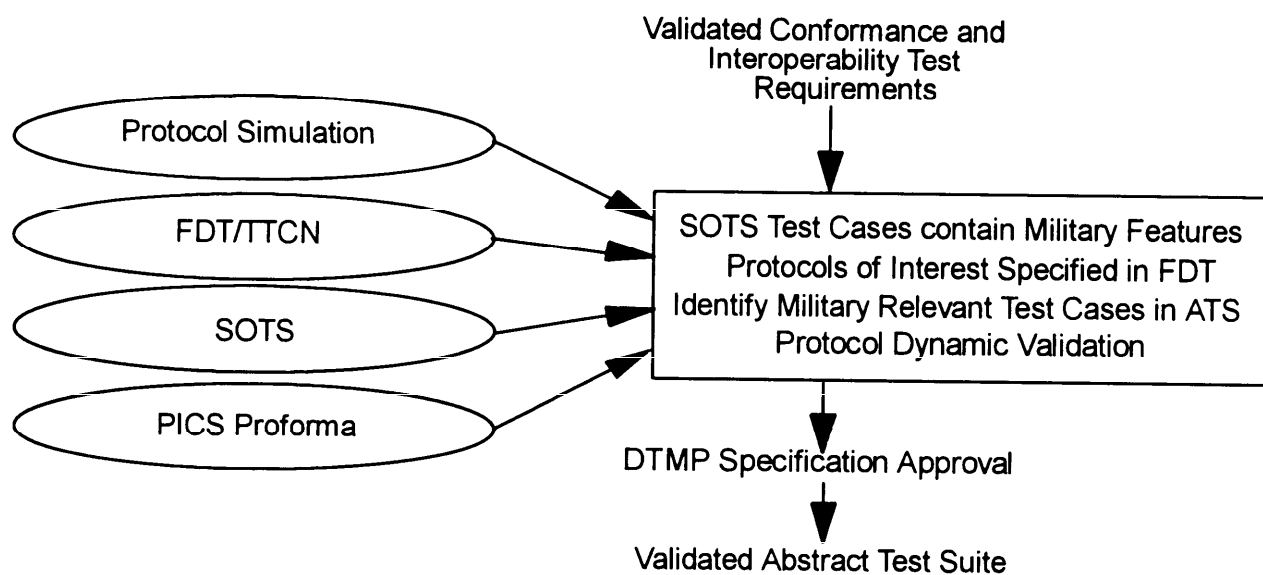 Validated Conformance and
Interoperability Test
Requirements
Protocol Simulation
FDT/TTCN
SOTS
PICS Proforma
SOTS Test Cases contain Military Features
Protocols of Interest Specified in FDT
Identify Military Relevant Test Cases in ATS
Protocol Dynamic Validation
DTMP Specification Approval
Validated Abstract Test Suite